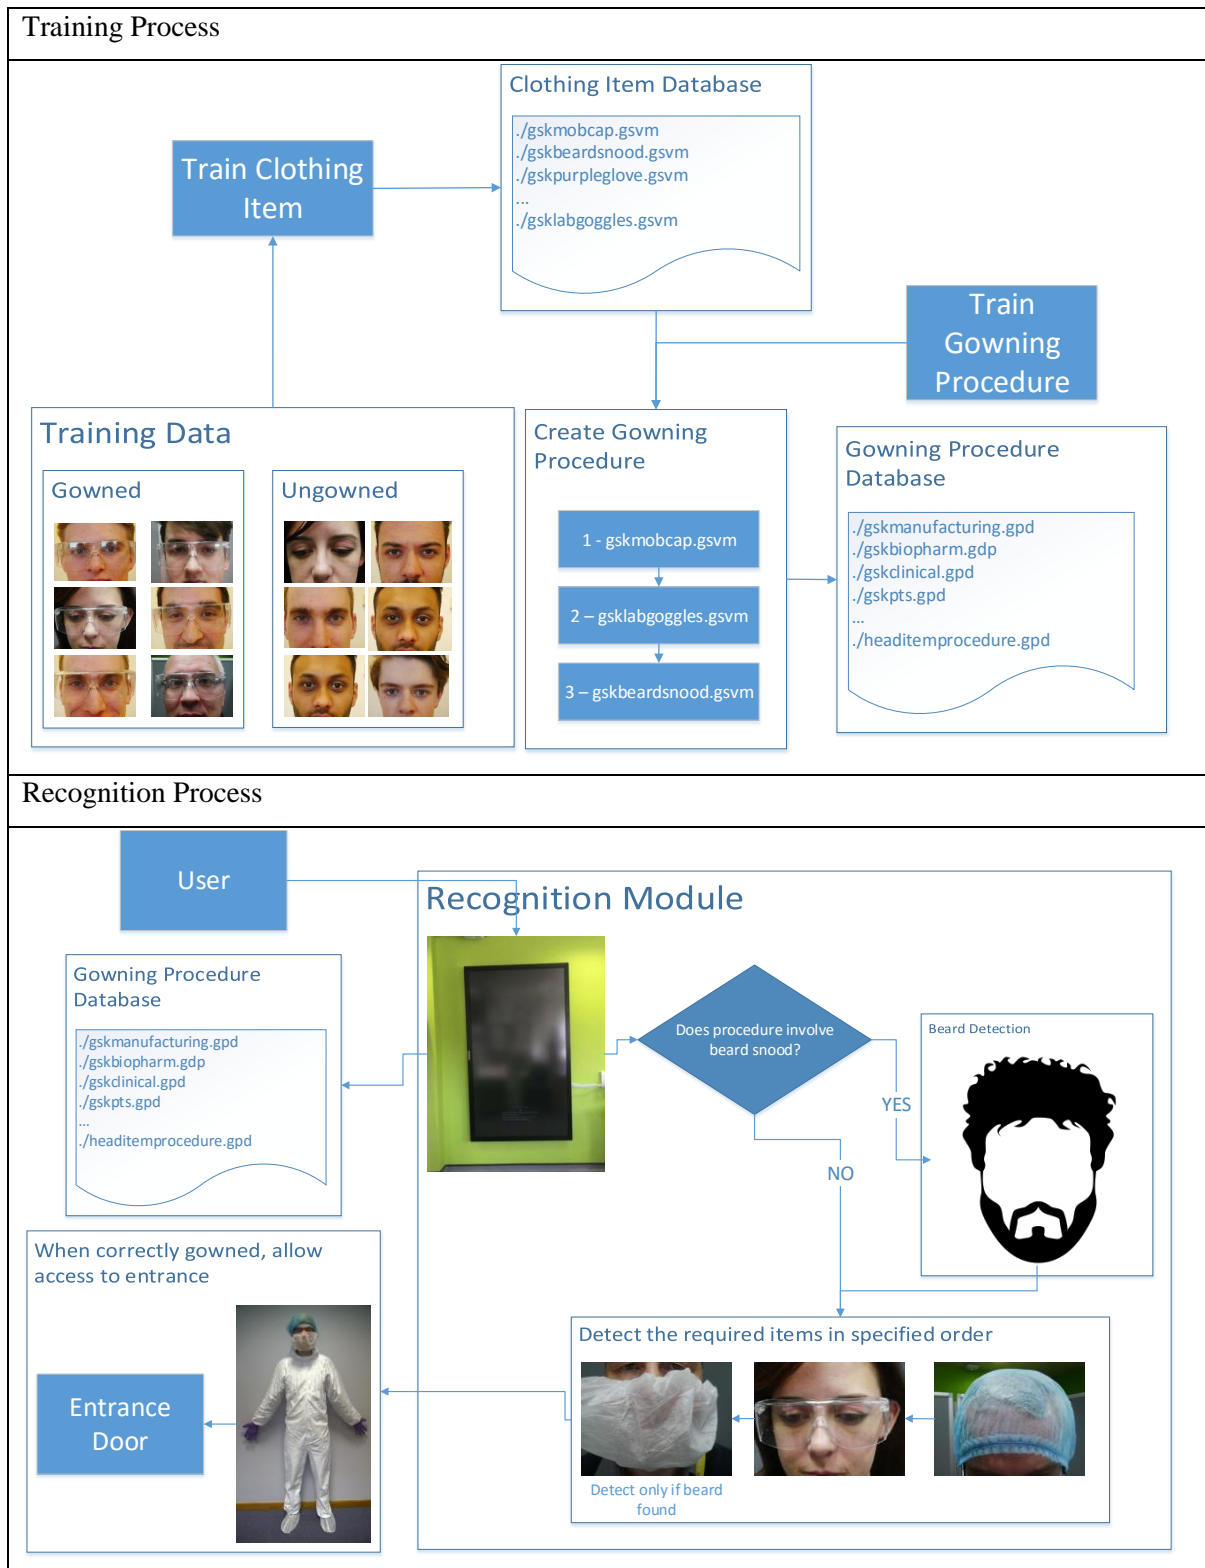 Training Process
Clothing Item Database
./gskmobcap.gsvm
./gskbeardsnood.gsvm
./gskpurpleglove.gsvm
...
./gsklabgoggles.gsvm
Train Clothing
Item
Train
Gowning
Procedure
Training Data
Gowned
Ungowned
Create Gowning
Procedure
1 - gskmobcap.gsvm
2 – gsklabgoggles.gsvm
3 – gskbeardsnood.gsvm
Gowning Procedure
Database
./gskmanufacturing.gpd
./gskbiopharm.gdp
./gskclinical.gpd
./gskpts.gpd
...
./headitemprocedure.gpd
Recognition Process
User
Recognition Module
Gowning Procedure
Database
./gskmanufacturing.gpd
./gskbiopharm.gdp
./gskclinical.gpd
./gskpts.gpd
...
./headitemprocedure.gpd
Does procedure involve
beard snood?
YES
NO
Beard Detection
When correctly gowned, allow
access to entrance
Entrance
Door
Detect the required items in specified order
Detect only if beard
found